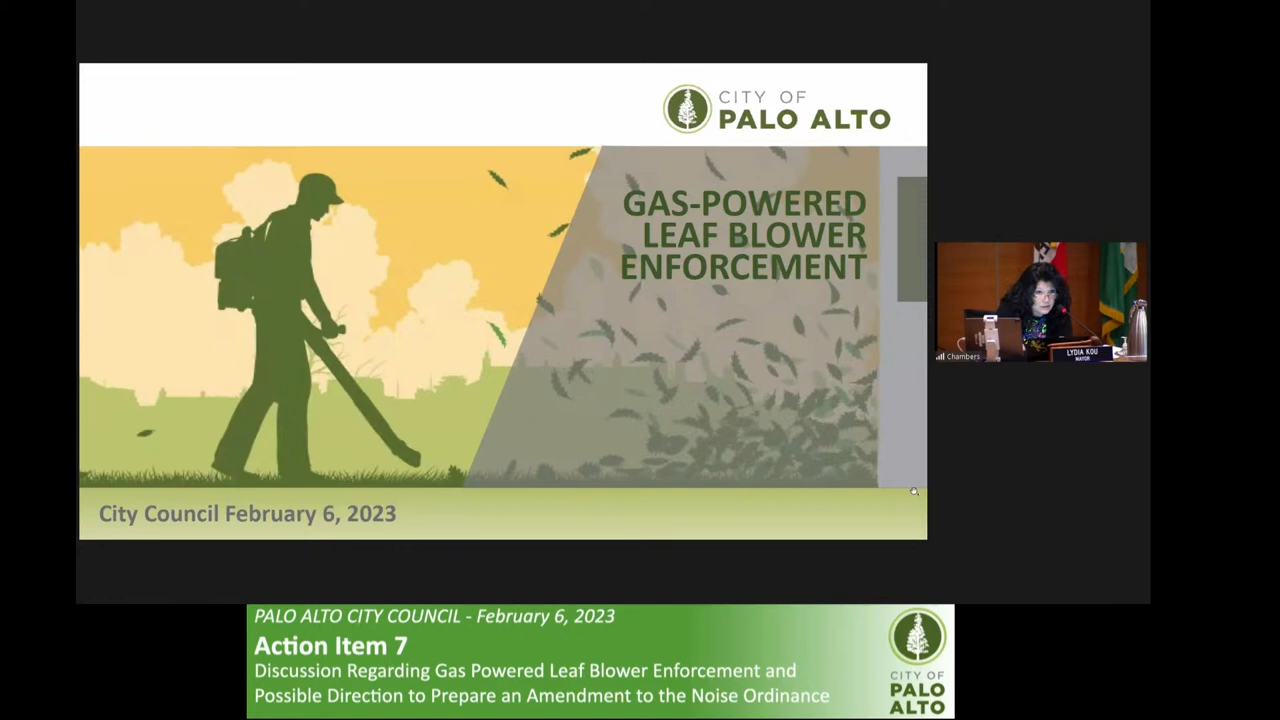 CITY OF
PALO ALTO
GAS-POWERED
LEAF BLOWER
ENFORCEMENT
City Council February 6, 2023
Chambers
LYDIA KOU
MAYOR
PALO ALTO CITY COUNCIL - February 6, 2023
Action Item 7
Discussion Regarding Gas Powered Leaf Blower Enforcement and
Possible Direction to Prepare an Amendment to the Noise Ordinance
CITY OF
PALO
ALTO